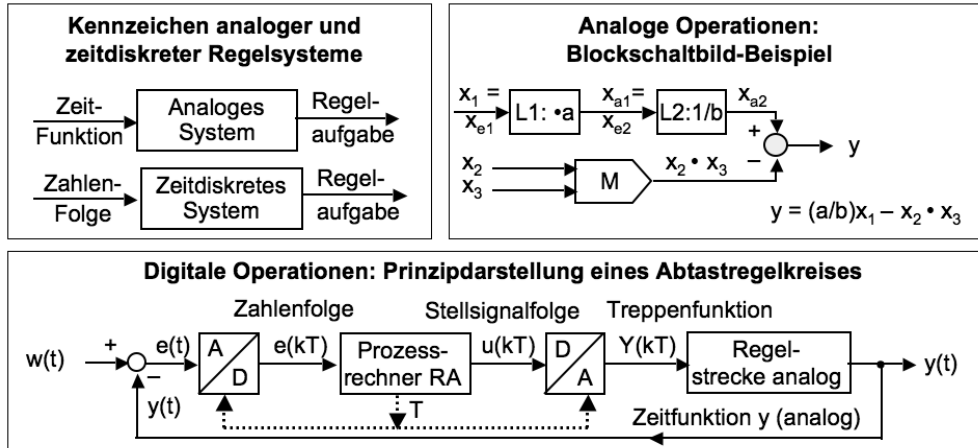 Kennzeichen analoger und
zeitdiskreter Regelsysteme
Zeit-
Funktion
Analoges
System
Regel-
aufgabe
Zahlen-
Folge
Zeitdiskretes
System
Regel-
aufgabe
Analoge Operationen:
Blockschaltbild-Beispiel
x₁ =
xₑ₁
L1: •a
xₐ₁=
xₑ₂
L2:1/b
xₐ₂
+
–
y
x₂
x₃
M
x₂ • x₃
y = (a/b)x₁ – x₂ • x₃
Digitale Operationen: Prinzipdarstellung eines Abtastregelkreises
Zahlenfolge
Stellsignalfolge
Treppenfunktion
w(t)
+
–
e(t)
A
D
e(kT)
Prozess-
rechner RA
u(kT)
D
A
Y(kT)
Regel-
strecke analog
y(t)
y(t)
T
Zeitfunktion y (analog)